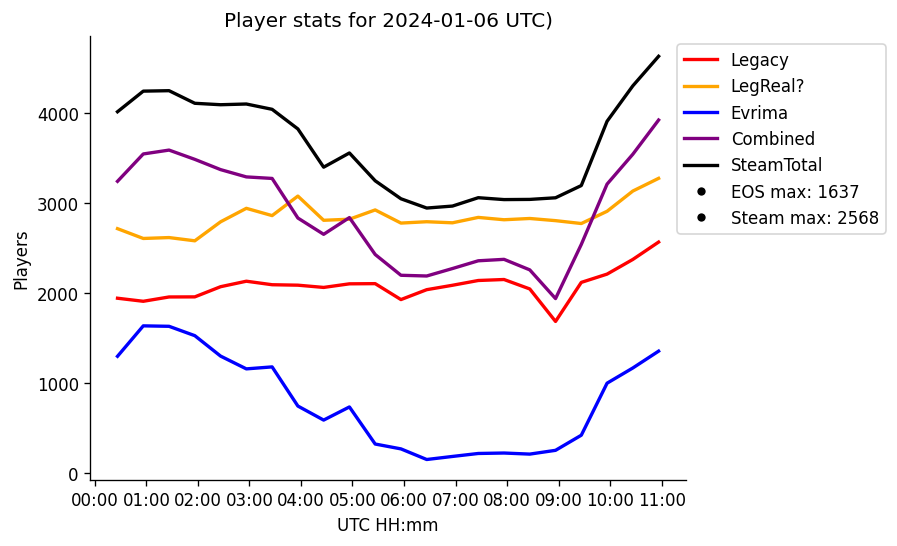 Player stats for 2024-01-06 UTC)
Legacy
LegReal?
Evrima
Combined
SteamTotal
EOS max: 1637
Steam max: 2568
Players
4000
3000
2000
1000
0
00:00 01:00 02:00 03:00 04:00 05:00 06:00 07:00 08:00 09:00 10:00 11:00
UTC HH:mm